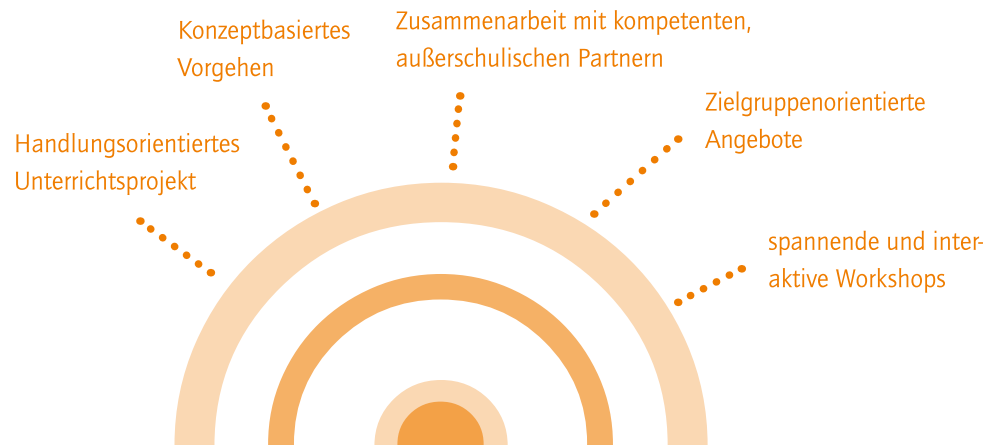 Handlungsorientiertes
Unterrichtsprojekt
Konzeptbasiertes
Vorgehen
Zusammenarbeit mit kompetenten,
außerschulischen Partnern
Zielgruppenorientierte
Angebote
spannende und inter-
aktive Workshops